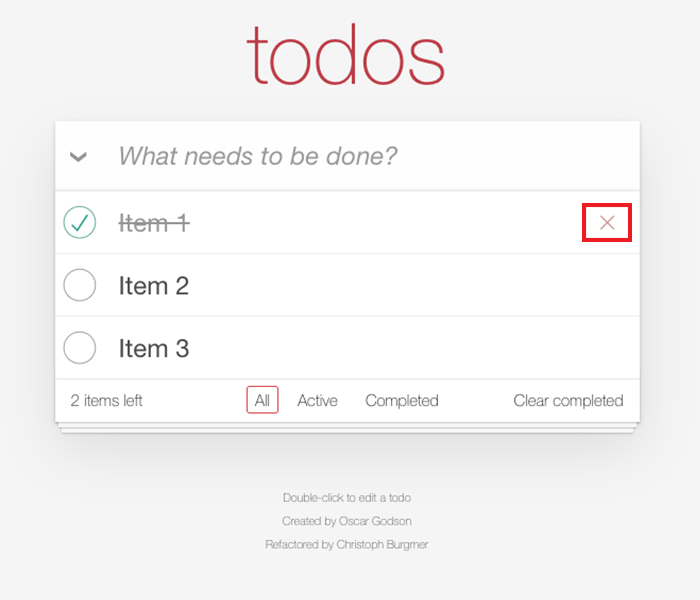 todos
What needs to be done?
Item 1
Item 2
Item 3
2 items left All Active Completed Clear completed
Double-click to edit a todo
Created by Oscar Godson
Refactored by Christoph Burgmer